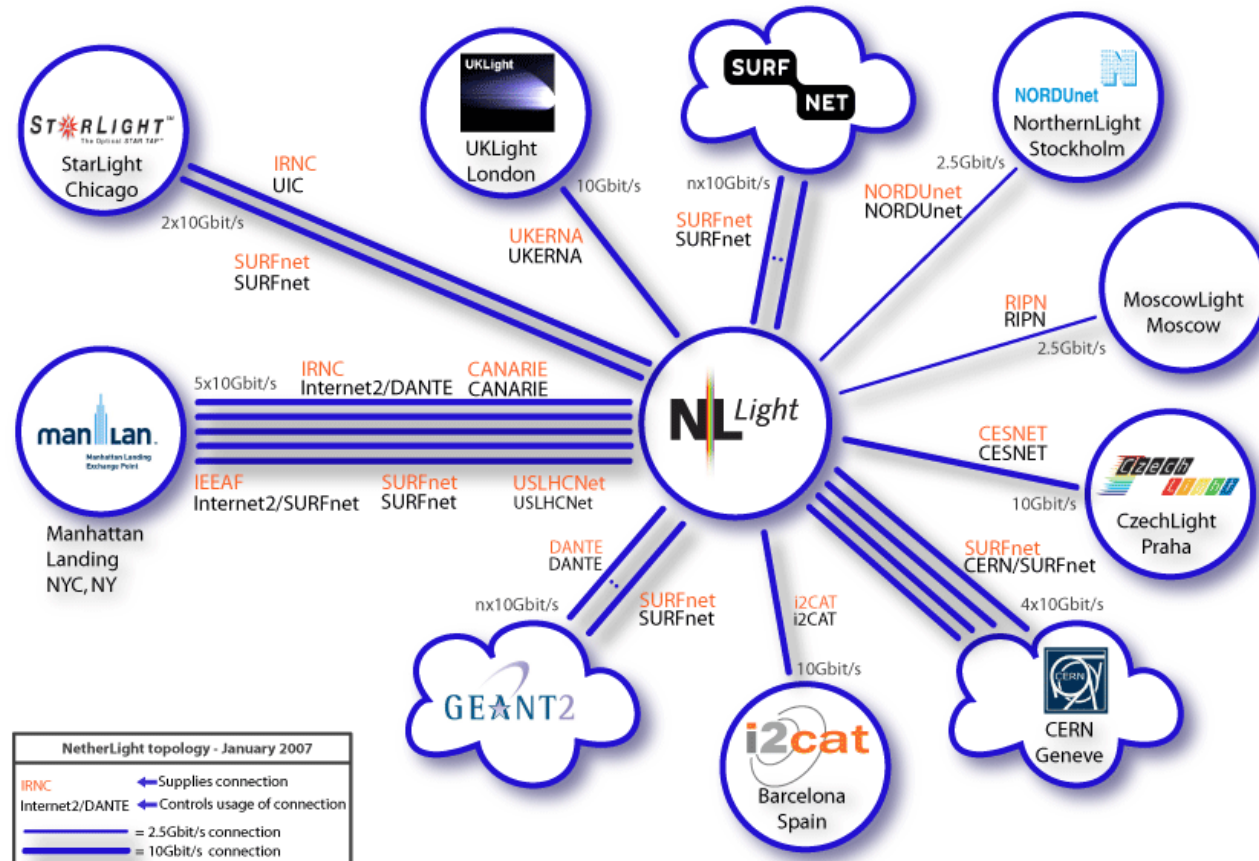 STARLIGHT™
The Optical STAR TAP™
StarLight
Chicago
2x10Gbit/s
IRNC
UIC
SURFnet
SURFnet
UKLight
UKLight
London
10Gbit/s
UKERNA
UKERNA
SURF
NET
nx10Gbit/s
SURFnet
SURFnet
NORDUnet
NorthernLight
Stockholm
2.5Gbit/s
NORDUnet
NORDUnet
MoscowLight
Moscow
RIPN
RIPN
2.5Gbit/s
man Lan.
Manhattan Landing
Exchange Point
Manhattan
Landing
NYC, NY
5x10Gbit/s
IRNC
Internet2/DANTE
CANARIE
CANARIE
IEEAF
Internet2/SURFnet
SURFnet
SURFnet
USLHCNet
USLHCNet
NL Light
CESNET
CESNET
10Gbit/s
Czech
Light
CzechLight
Praha
DANTE
DANTE
nx10Gbit/s
SURFnet
SURFnet
GEANT2
i2CAT
i2CAT
10Gbit/s
i2cat
Barcelona
Spain
SURFnet
CERN/SURFnet
4x10Gbit/s
CERN
CERN
Geneve
NetherLight topology - January 2007
IRNC
Supplies connection
Internet2/DANTE
Controls usage of connection
= 2.5Gbit/s connection
= 10Gbit/s connection